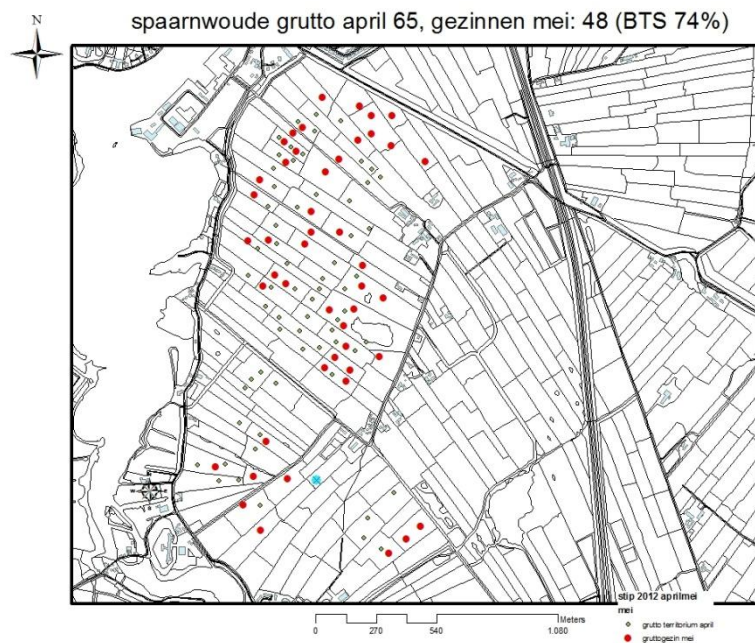 spaarnwoude grutto april 65, gezinnen mei: 48 (BTS 74%)
N
Meters
0 270 540 1.080
stip 2012 aprilmei
mei
grutto territorium april
gruttogezin mei